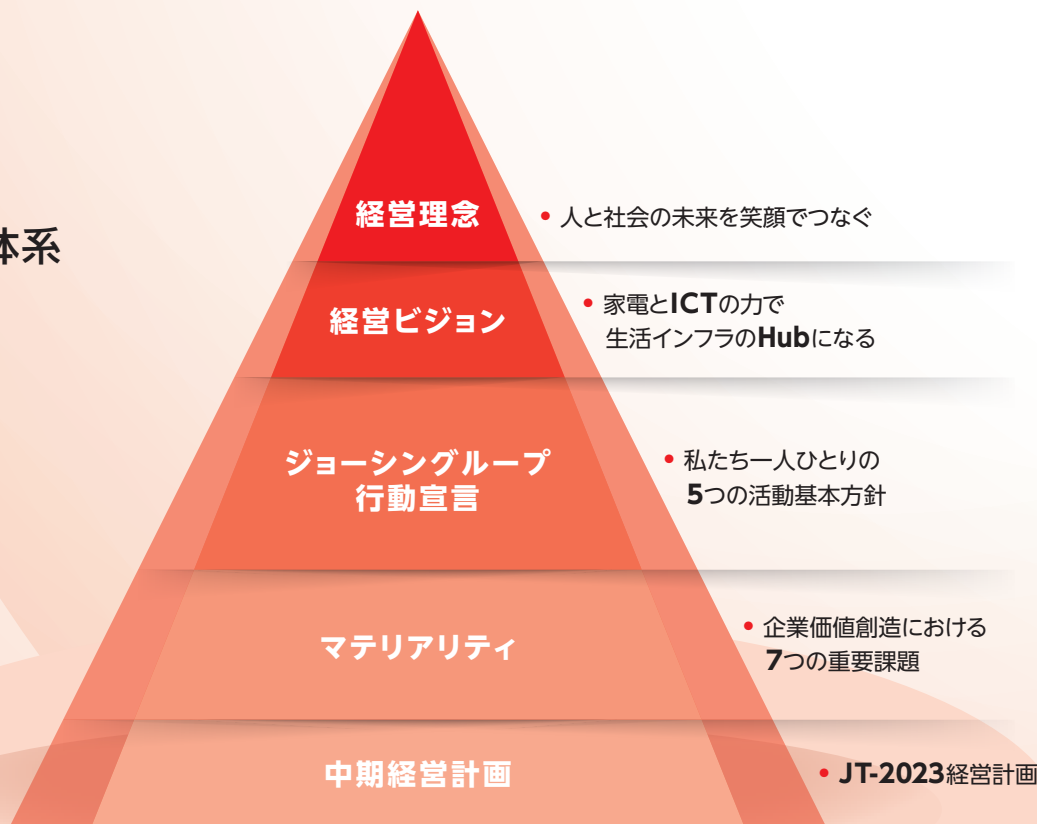 体系
経営理念
• 人と社会の未来を笑顔でつなぐ
経営ビジョン
• 家電とICTの力で
生活インフラのHubになる
ジョーシングループ
行動宣言
• 私たち一人ひとりの
5つの活動基本方針
マテリアリティ
• 企業価値創造における
7つの重要課題
中期経営計画
• JT-2023経営計画